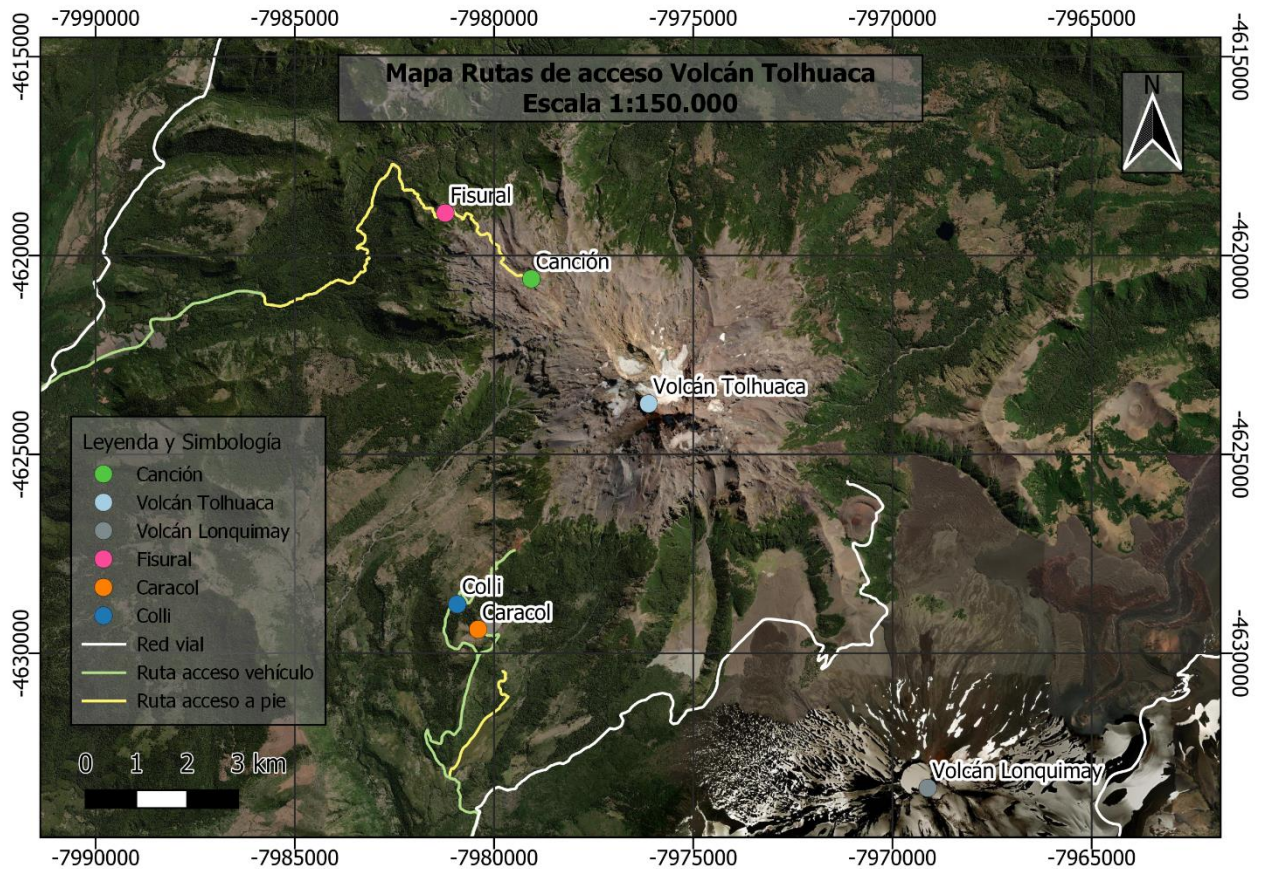 -7990000 -7985000 -7980000 -7975000 -7970000 -7965000
-4615000 -4615000
Mapa Rutas de acceso Volcán Tolhuaca
Escala 1:150.000
N
Fisural
-4620000 -4620000
Canción
Volcán Tolhuaca
-4625000 -4625000
Leyenda y Simbología
Canción
Volcán Tolhuaca
Volcán Lonquimay
Fisural
Caracol
Colli
Red vial
Ruta acceso vehículo
Ruta acceso a pie
Colli
Caracol
-4630000 -4630000
0 1 2 3 km
Volcán Lonquimay
-7990000 -7985000 -7980000 -7975000 -7970000 -7965000